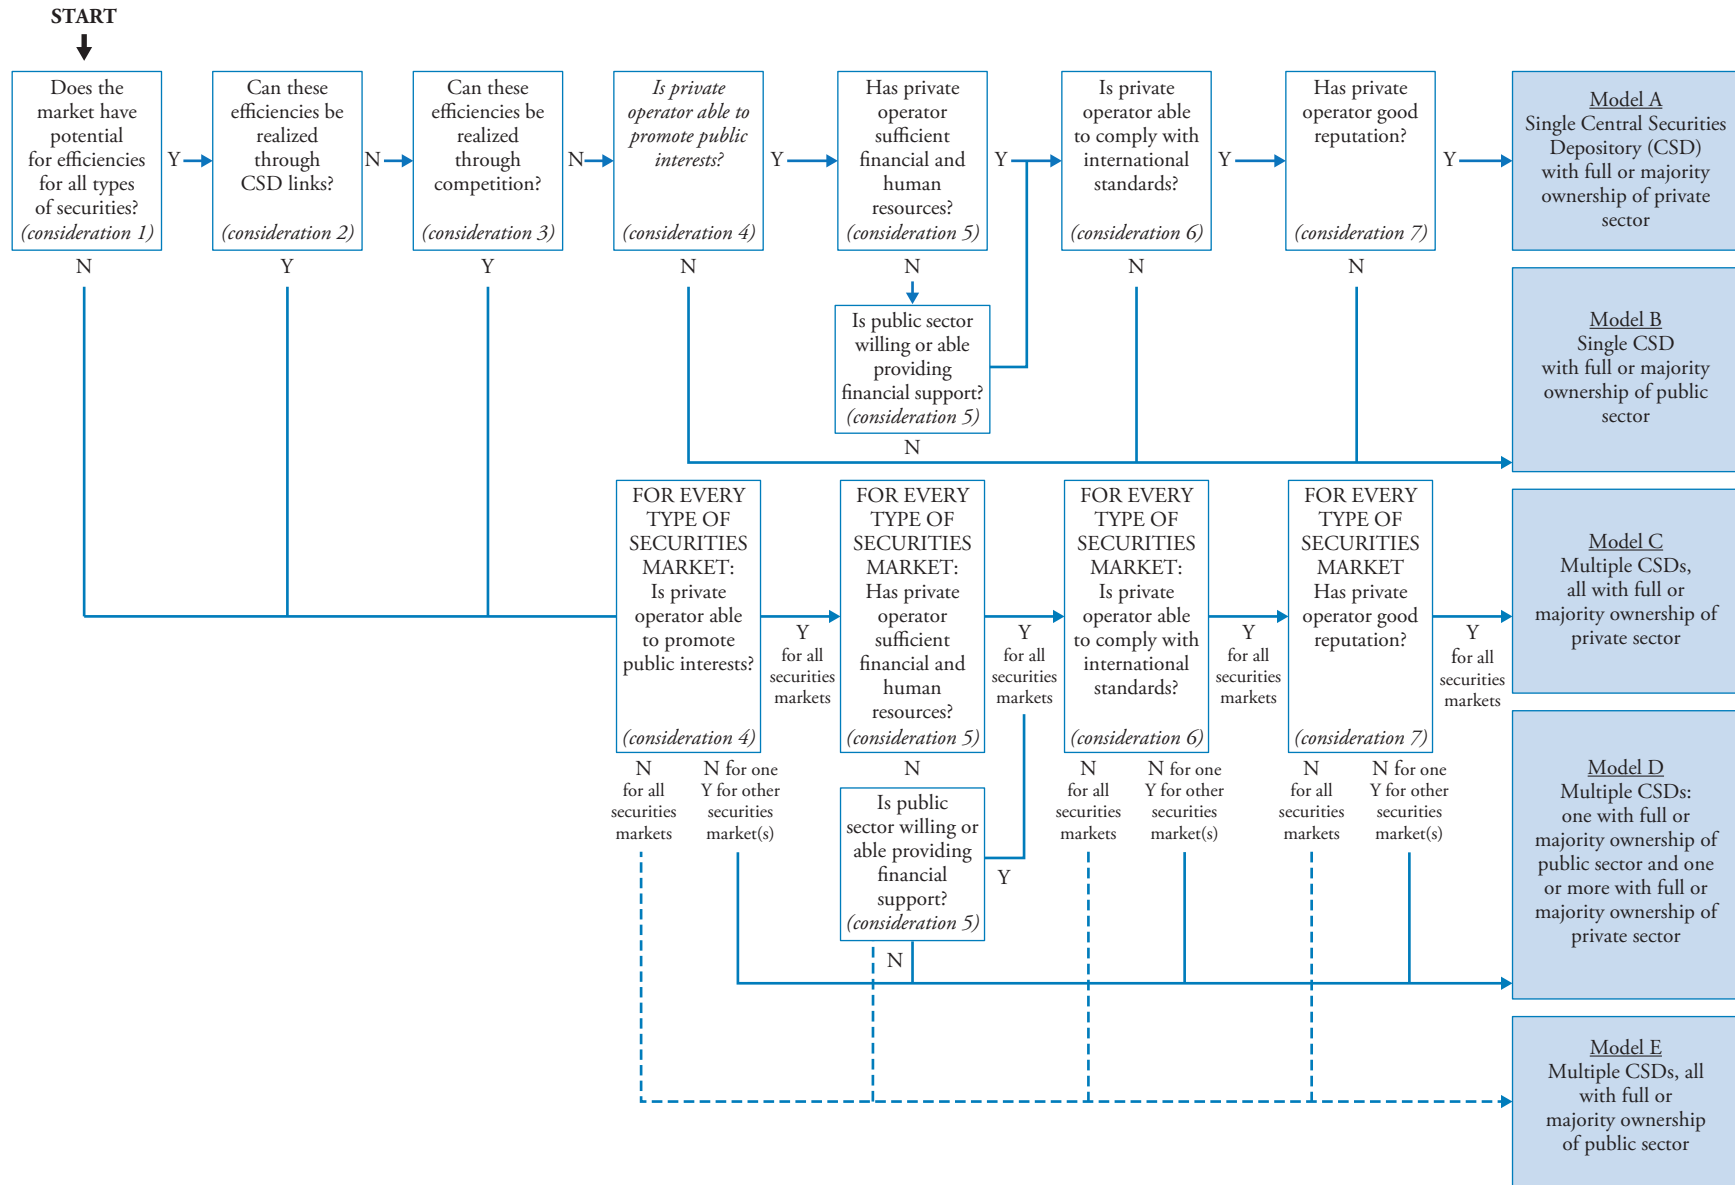 START
Does the
market have
potential
for efficiencies
for all types
of securities?
(consideration 1)
Y
N
Can these
efficiencies be
realized
through
CSD links?
(consideration 2)
N
Y
Can these
efficiencies be
realized
through
competition?
(consideration 3)
N
Y
Is private
operator able to
promote public
interests?
(consideration 4)
Y
N
Has private
operator
sufficient
financial and
human
resources?
(consideration 5)
Y
N
Is public sector
willing or able
providing
financial support?
(consideration 5)
N
Is private
operator able
to comply with
international
standards?
(consideration 6)
Y
N
Has private
operator good
reputation?
(consideration 7)
Y
N
Model A
Single Central Securities
Depository (CSD)
with full or majority
ownership of private
sector
Model B
Single CSD
with full or majority
ownership of public
sector
FOR EVERY
TYPE OF
SECURITIES
MARKET:
Is private
operator able
to promote
public interests?
(consideration 4)
Y
for all
securities
markets
N
for all
securities
markets
N for one
Y for other
securities
market(s)
FOR EVERY
TYPE OF
SECURITIES
MARKET:
Has private
operator
sufficient
financial and
human
resources?
(consideration 5)
Y
for all
securities
markets
N
Is public
sector willing or
able providing
financial
support?
(consideration 5)
Y
N
FOR EVERY
TYPE OF
SECURITIES
MARKET:
Is private
operator able
to comply with
international
standards?
(consideration 6)
Y
for all
securities
markets
N
for all
securities
markets
N for one
Y for other
securities
market(s)
FOR EVERY
TYPE OF
SECURITIES
MARKET
Has private
operator good
reputation?
(consideration 7)
Y
for all
securities
markets
N
for all
securities
markets
N for one
Y for other
securities
market(s)
Model C
Multiple CSDs,
all with full or
majority ownership of
private sector
Model D
Multiple CSDs:
one with full or
majority ownership of
public sector and one
or more with full or
majority ownership of
private sector
Model E
Multiple CSDs, all
with full or
majority ownership
of public sector